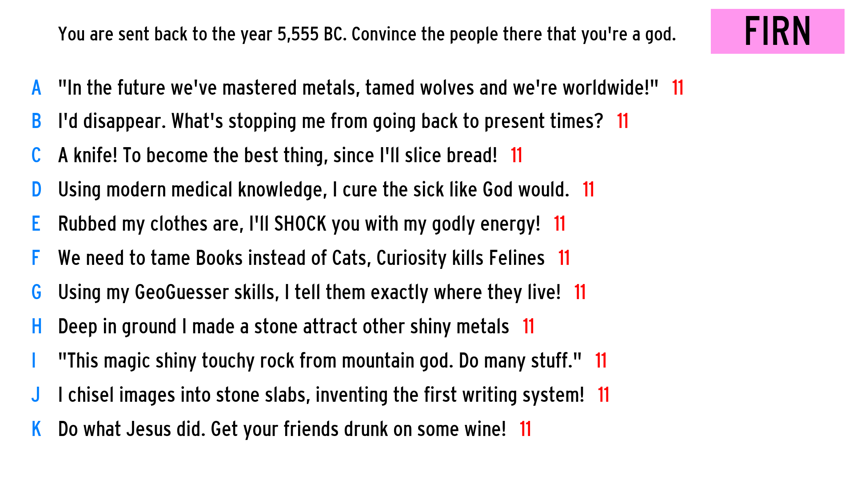 You are sent back to the year 5,555 BC. Convince the people there that you're a god.
FIRN
A "In the future we've mastered metals, tamed wolves and we're worldwide!" 11
B I'd disappear. What's stopping me from going back to present times? 11
C A knife! To become the best thing, since I'll slice bread! 11
D Using modern medical knowledge, I cure the sick like God would. 11
E Rubbed my clothes are, I'll SHOCK you with my godly energy! 11
F We need to tame Books instead of Cats, Curiosity kills Felines 11
G Using my GeoGuesser skills, I tell them exactly where they live! 11
H Deep in ground I made a stone attract other shiny metals 11
I "This magic shiny touchy rock from mountain god. Do many stuff." 11
J I chisel images into stone slabs, inventing the first writing system! 11
K Do what Jesus did. Get your friends drunk on some wine! 11